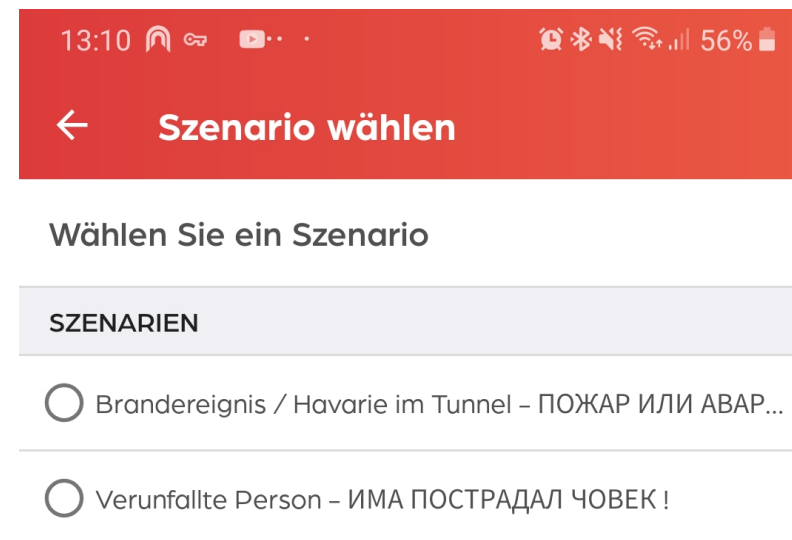 13:10 56%
Szenario wählen
Wählen Sie ein Szenario
SZENARIEN
Brandereignis / Havarie im Tunnel – ПОЖАР ИЛИ АВАР...
Verunfallte Person – ИМА ПОСТРАДАЛ ЧОВЕК !